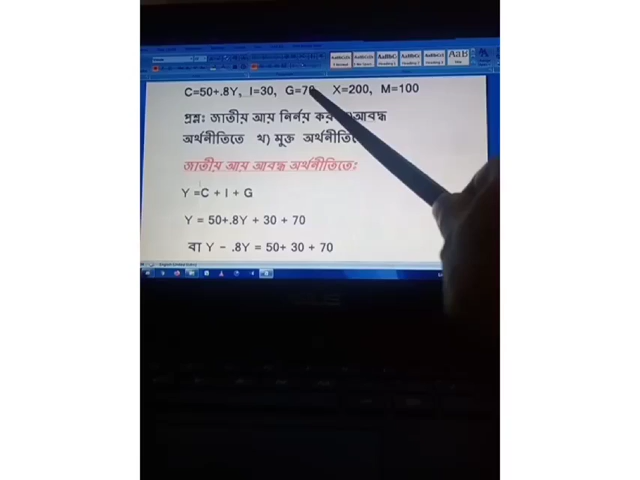 C=50+.8Y, I=30, G=70 X=200, M=100
প্রশ্ন: জাতীয় আয় নির্নয় কর আবদ্ধ
অর্থনীতিতে খ) মুক্ত অর্থনীতিতে
জাতীয় আয় আবদ্ধ অর্থনীতিতে:
Y =C + I + G
Y = 50+.8Y + 30 + 70
বা Y - .8Y = 50+ 30 + 70